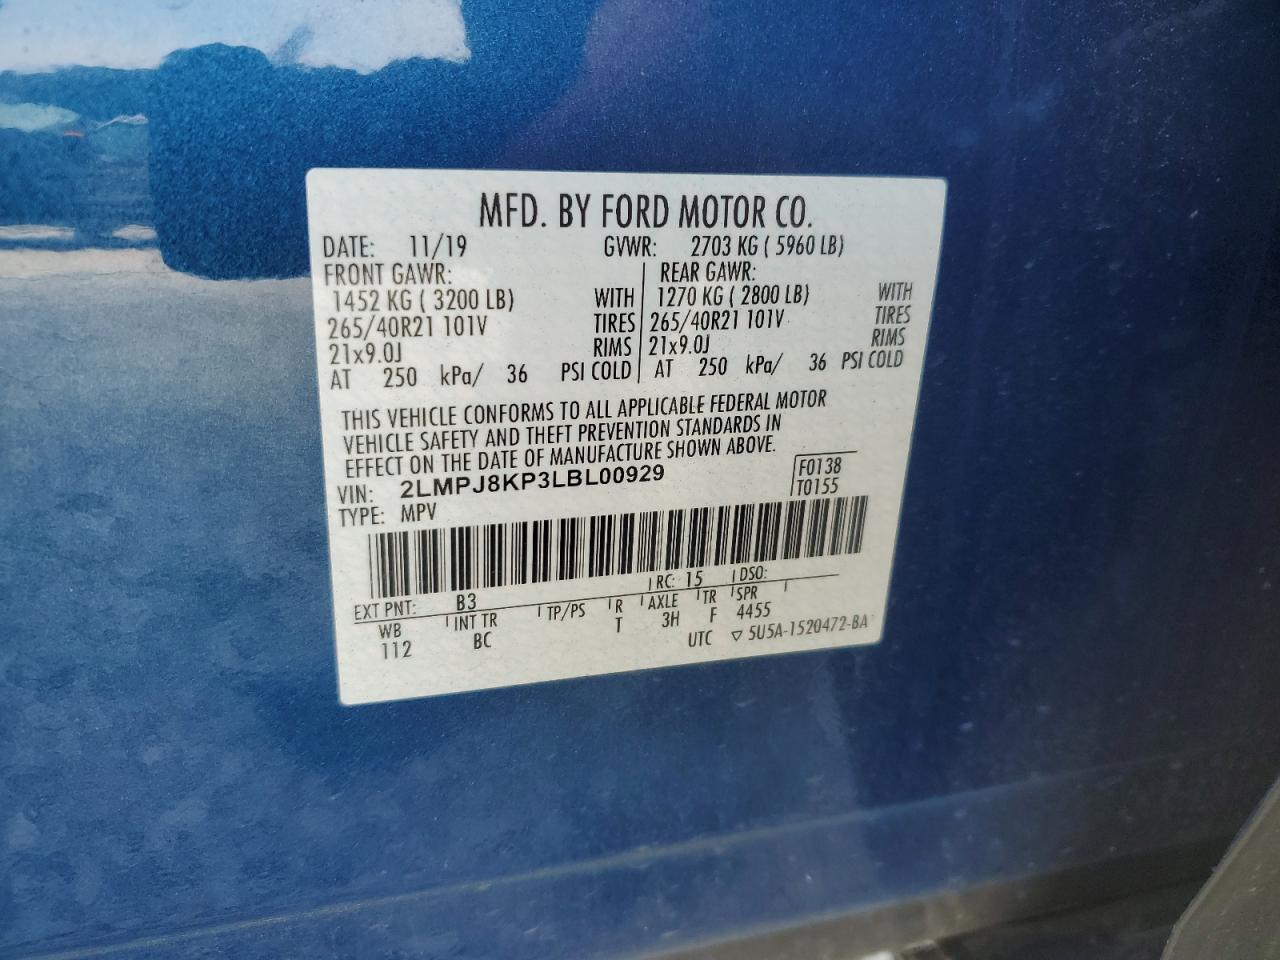 MFD. BY FORD MOTOR CO.
DATE: 11/19 GVWR: 2703 KG ( 5960 LB)
FRONT GAWR: REAR GAWR:
1452 KG ( 3200 LB) WITH 1270 KG ( 2800 LB) WITH
265/40R21 101V TIRES 265/40R21 101V TIRES
21x9.0J RIMS 21x9.0J RIMS
AT 250 kPa/ 36 PSI COLD AT 250 kPa/ 36 PSI COLD
THIS VEHICLE CONFORMS TO ALL APPLICABLE FEDERAL MOTOR
VEHICLE SAFETY AND THEFT PREVENTION STANDARDS IN
EFFECT ON THE DATE OF MANUFACTURE SHOWN ABOVE.
VIN: 2LMPJ8KP3LBL00929 F0138
TYPE: MPV T0155
EXT PNT: B3 RC: 15 DSO:
WB INT TR TP/PS R AXLE TR SPR
112 BC T 3H F 4455
UTC ▽ 5U5A-1520472-BA